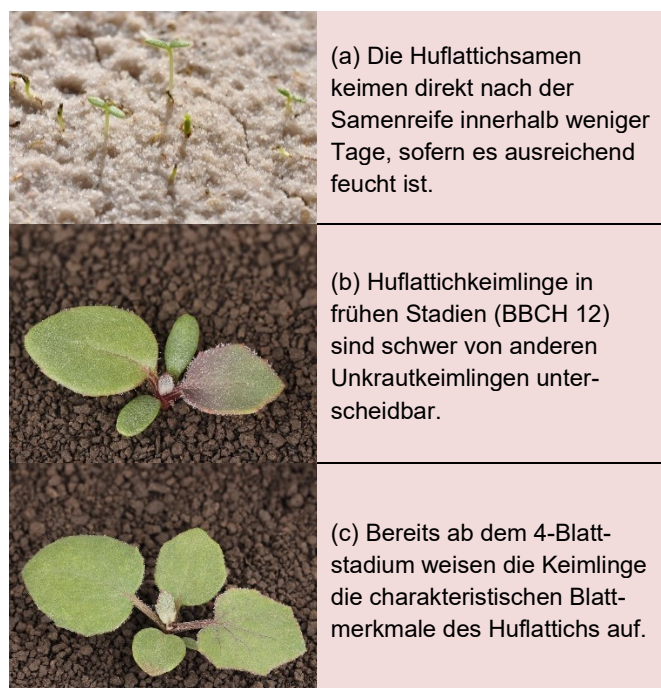 (a) Die Huflattichsamen
keimen direkt nach der
Samenreife innerhalb weniger
Tage, sofern es ausreichend
feucht ist.
(b) Huflattichkeimlinge in
frühen Stadien (BBCH 12)
sind schwer von anderen
Unkrautkeimlingen unter-
scheidbar.
(c) Bereits ab dem 4-Blatt-
stadium weisen die Keimlinge
die charakteristischen Blatt-
merkmale des Huflattichs auf.